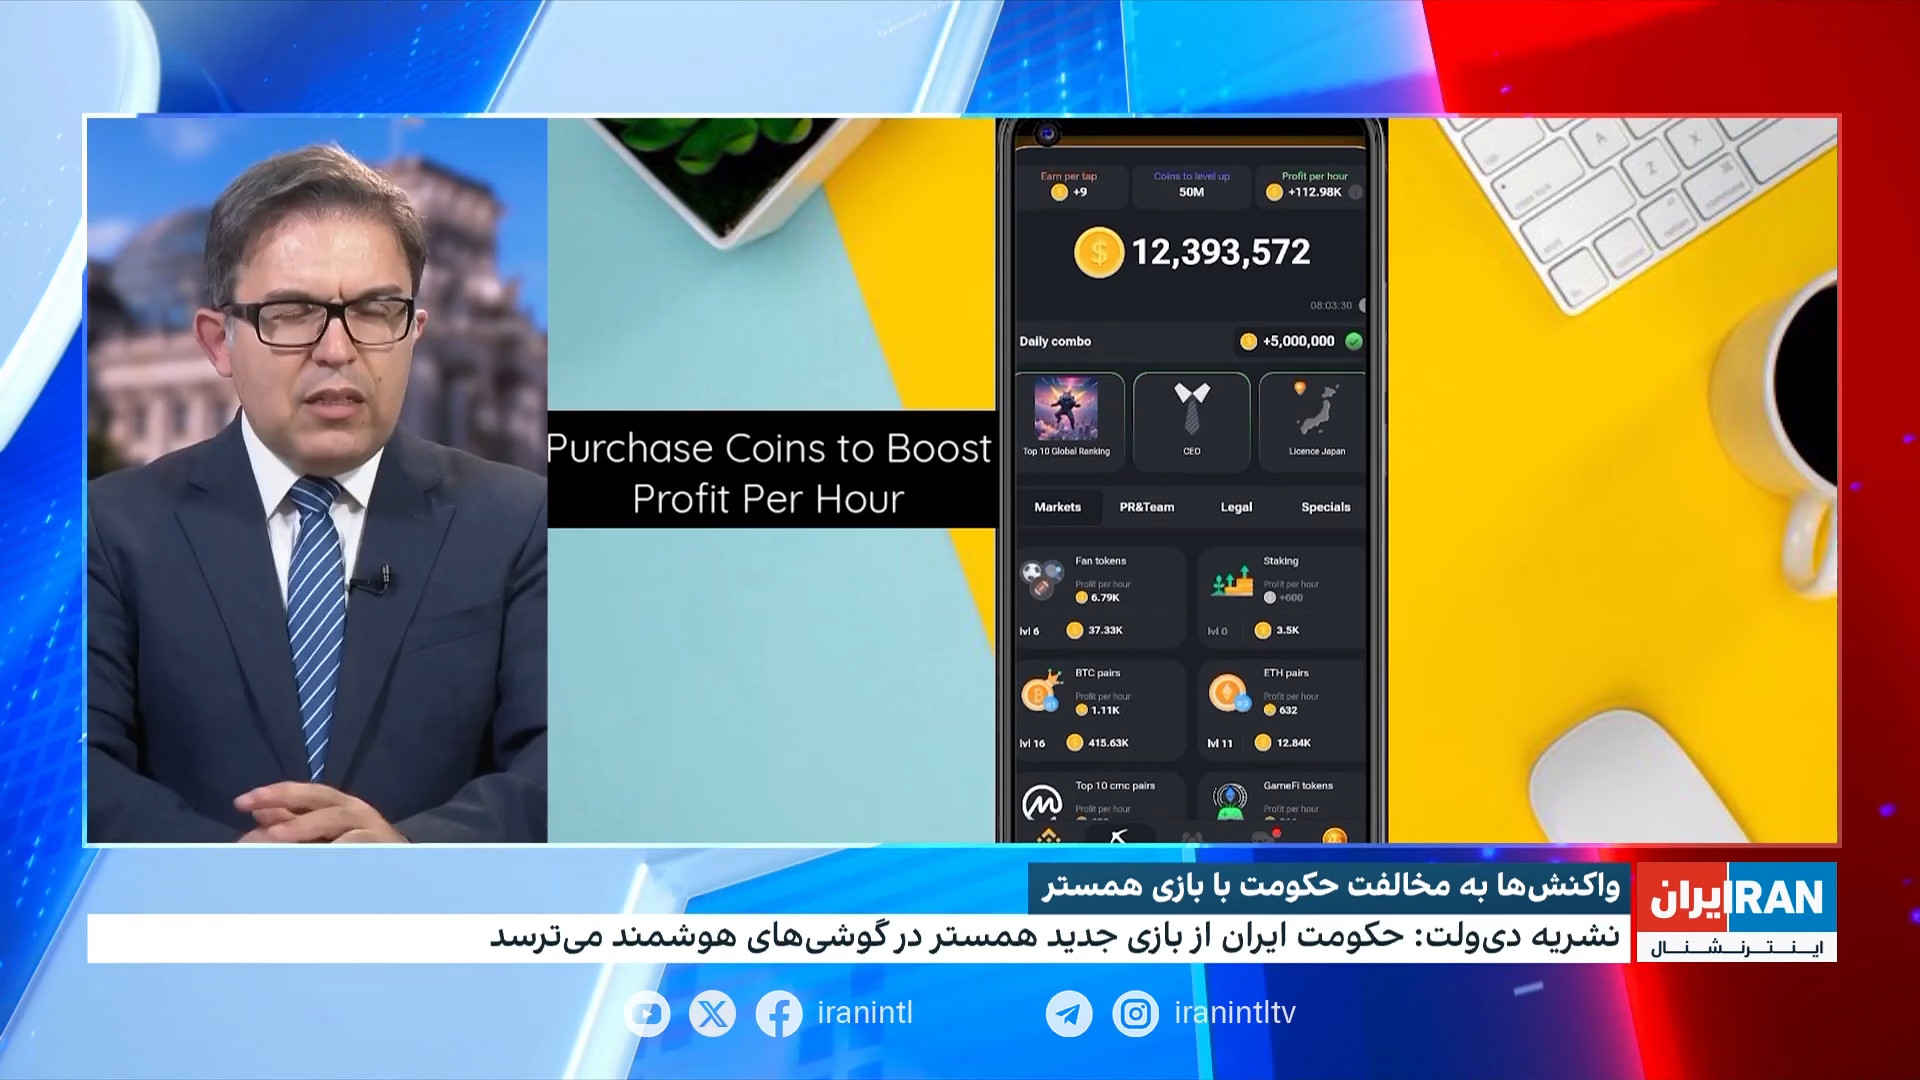 Earn per tap
+9
Coins to level up
50M
Profit per hour
+112.98K
12,393,572
08:03:30
Daily combo
+5,000,000
Top 10 Global Ranking
CEO
Licence Japan
Purchase Coins to Boost
Profit Per Hour
Markets
PR&Team
Legal
Specials
Fan tokens
Profit per hour
6.79K
lvl 6
37.33K
Staking
Profit per hour
+600
lvl 0
3.5K
BTC pairs
Profit per hour
1.11K
lvl 16
415.63K
ETH pairs
Profit per hour
632
lvl 11
12.84K
Top 10 cmc pairs
Profit per hour
GameFi tokens
Profit per hour
واکنش‌ها به مخالفت حکومت با بازی همستر
نشریه دی‌ولت: حکومت ایران از بازی جدید همستر در گوشی‌های هوشمند می‌ترسد
ایران IRAN
اینترنشنال
iranintl
iranintltv